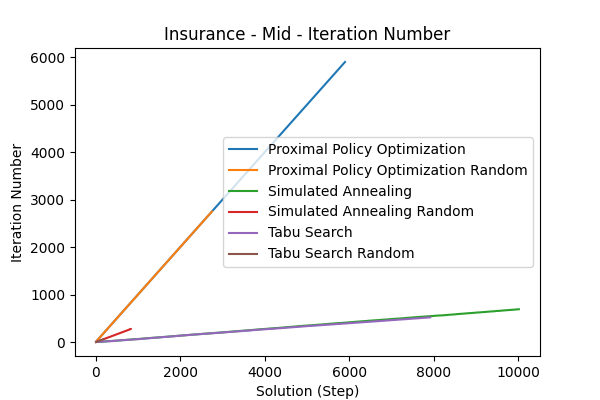 Insurance - Mid - Iteration Number
6000
5000
4000
3000
2000
1000
0
Iteration Number
Proximal Policy Optimization
Proximal Policy Optimization Random
Simulated Annealing
Simulated Annealing Random
Tabu Search
Tabu Search Random
0 2000 4000 6000 8000 10000
Solution (Step)